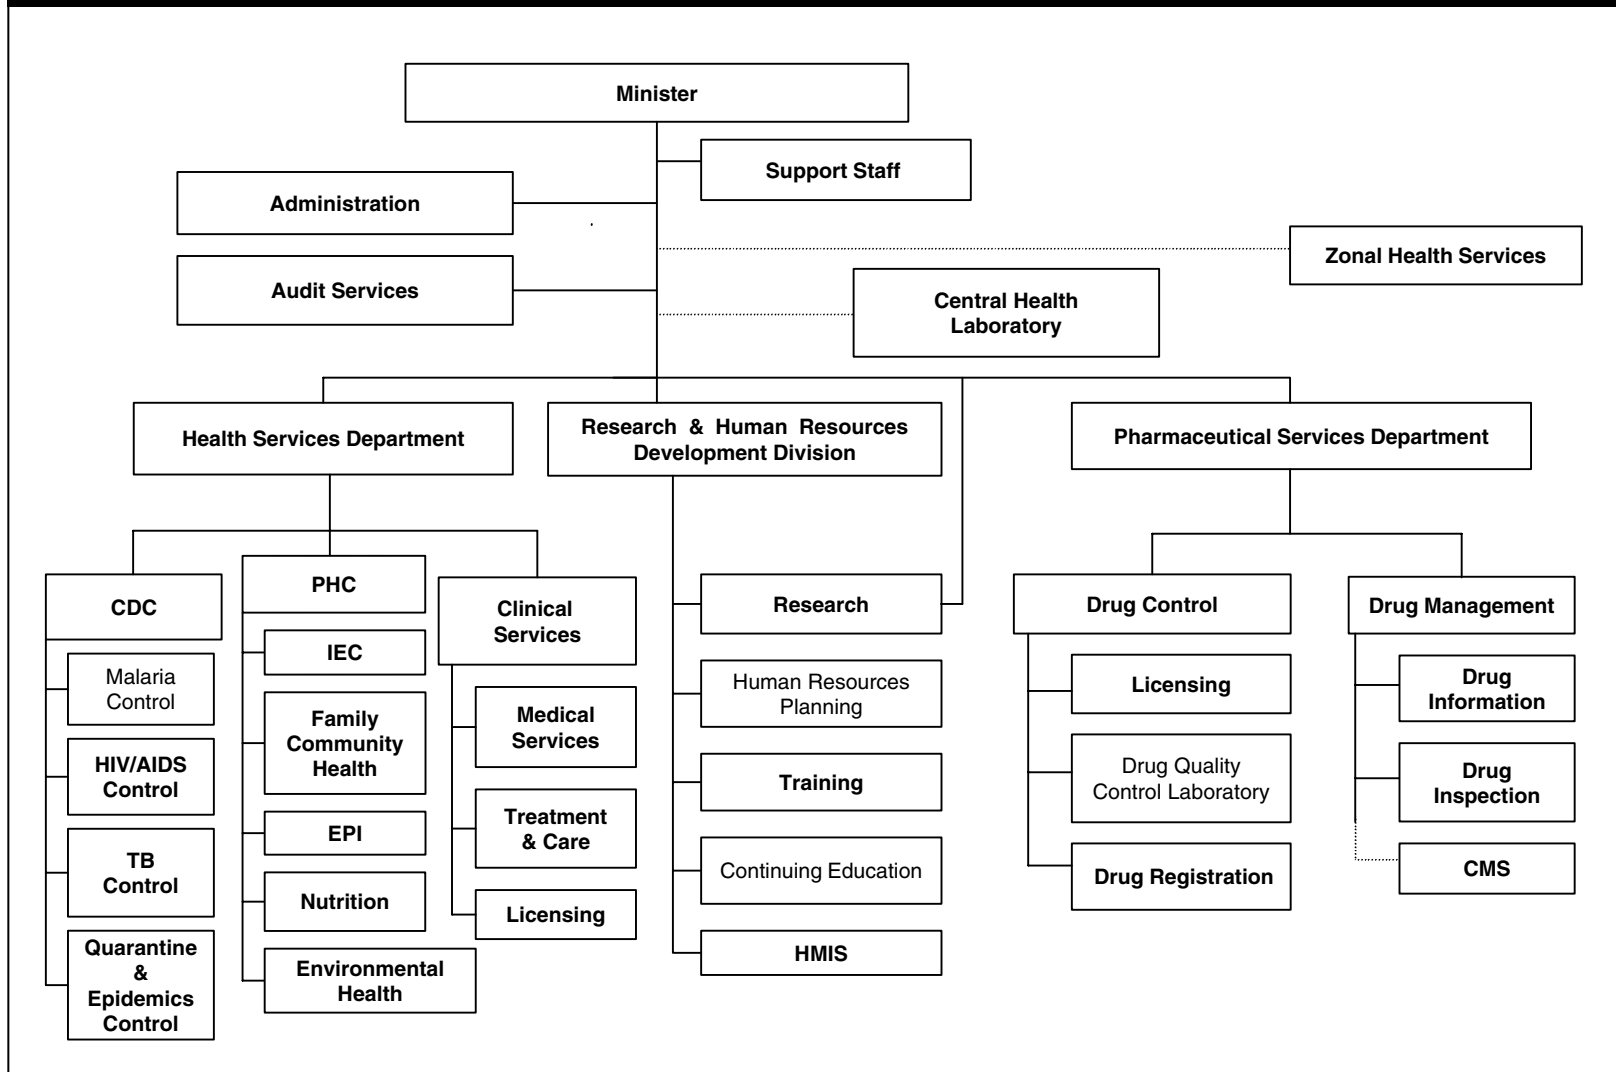 Minister
Support Staff
Administration
Zonal Health Services
Audit Services
Central Health
Laboratory
Health Services Department
Research & Human Resources
Development Division
Pharmaceutical Services Department
CDC
Malaria
Control
HIV/AIDS
Control
TB
Control
Quarantine
&
Epidemics
Control
PHC
IEC
Family
Community
Health
EPI
Nutrition
Environmental
Health
Clinical
Services
Medical
Services
Treatment
& Care
Licensing
Research
Human Resources
Planning
Training
Continuing Education
HMIS
Drug Control
Licensing
Drug Quality
Control Laboratory
Drug Registration
Drug Management
Drug
Information
Drug
Inspection
CMS